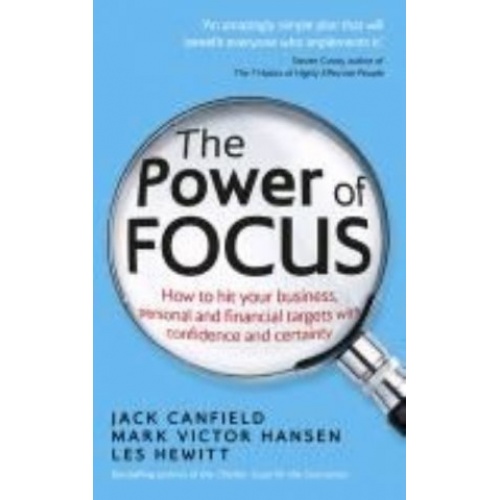 'An amazingly simple plan that will
benefit everyone who implements it.'
Steven Covey, author of
The 7 Habits of Highly Effective People
The
Power of
FOCUS
How to hit your business,
personal and financial targets with
confidence and certainty
JACK CANFIELD
MARK VICTOR HANSEN
LES HEWITT
Bestselling authors of the Chicken Soup for the Soul series